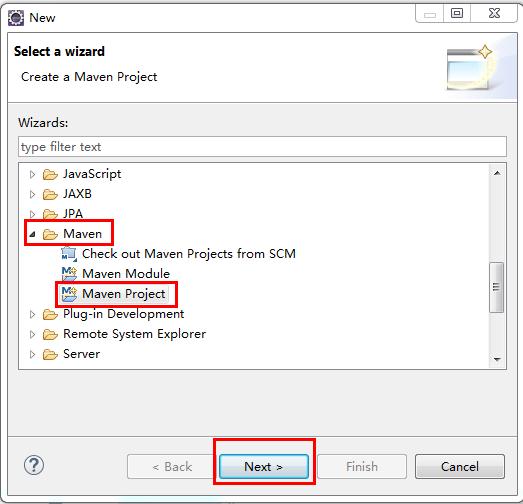 New
Select a wizard
Create a Maven Project
Wizards:
type filter text
JavaScript
JAXB
JPA
Maven
Check out Maven Projects from SCM
Maven Module
Maven Project
Plug-in Development
Remote System Explorer
Server
? < Back Next > Finish Cancel